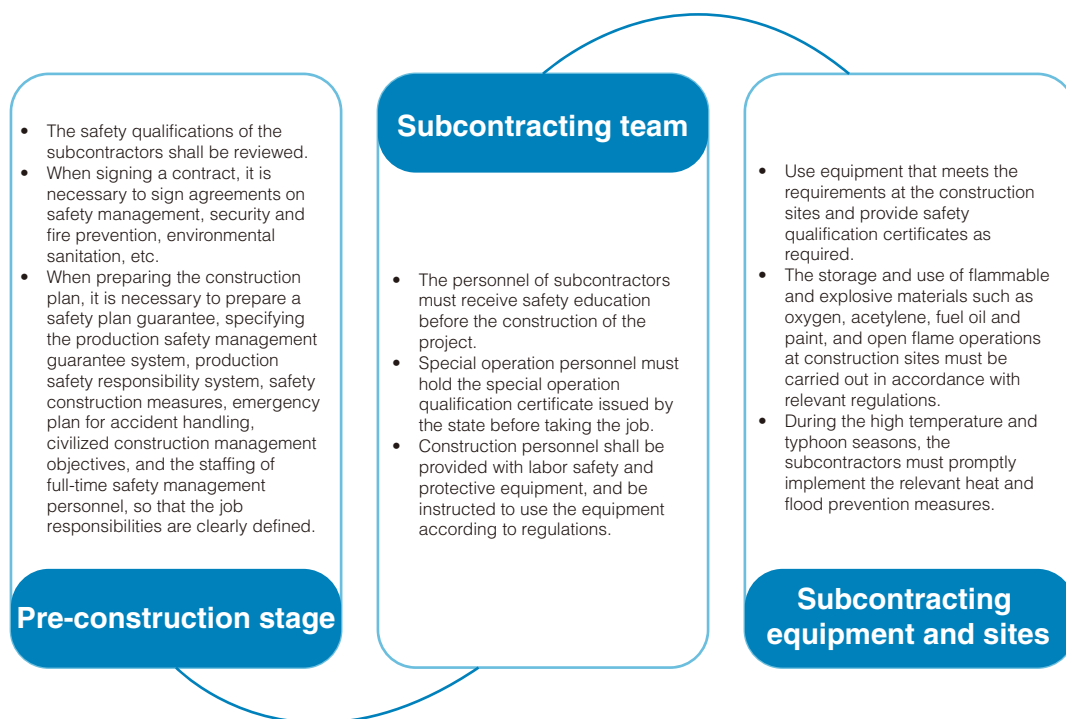 • The safety qualifications of the
subcontractors shall be reviewed.
• When signing a contract, it is
necessary to sign agreements on
safety management, security and
fire prevention, environmental
sanitation, etc.
• When preparing the construction
plan, it is necessary to prepare a
safety plan guarantee, specifying
the production safety management
guarantee system, production
safety responsibility system, safety
construction measures, emergency
plan for accident handling,
civilized construction management
objectives, and the staffing of
full-time safety management
personnel, so that the job
responsibilities are clearly defined.
Pre-construction stage
Subcontracting team
• The personnel of subcontractors
must receive safety education
before the construction of the
project.
• Special operation personnel must
hold the special operation
qualification certificate issued by
the state before taking the job.
• Construction personnel shall be
provided with labor safety and
protective equipment, and be
instructed to use the equipment
according to regulations.
• Use equipment that meets the
requirements at the construction
sites and provide safety
qualification certificates as
required.
• The storage and use of flammable
and explosive materials such as
oxygen, acetylene, fuel oil and
paint, and open flame operations
at construction sites must be
carried out in accordance with
relevant regulations.
• During the high temperature and
typhoon seasons, the
subcontractors must promptly
implement the relevant heat and
flood prevention measures.
Subcontracting
equipment and sites